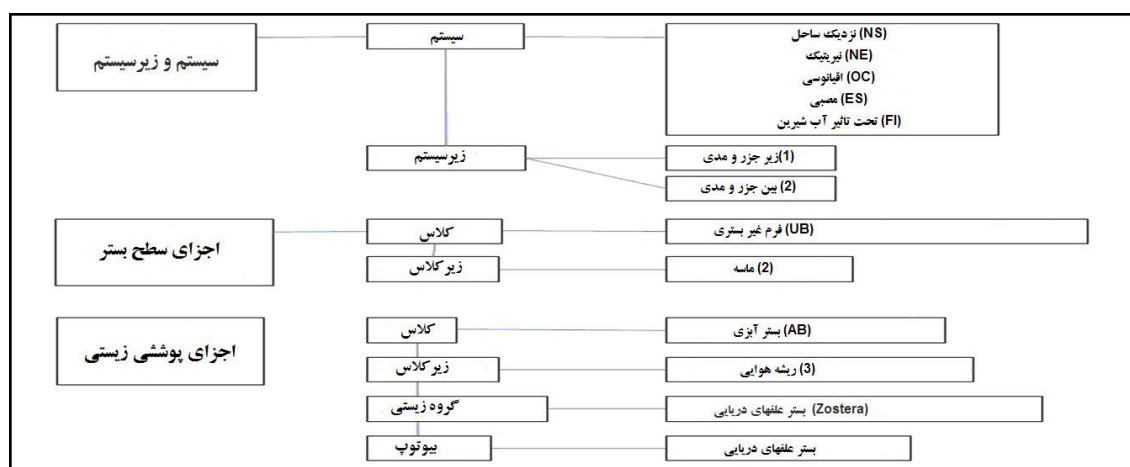 سیستم و زیرسیستم
سیستم
(NS) نزدیک ساحل
(NE) نیریتیک
(OC) اقیانوسی
(ES) مصبی
(FI) تحت تاثیر آب شیرین
زیرسیستم
(1)زیر جزر و مدی
(2) بین جزر و مدی
اجزای سطح بستر
کلاس
(UB) فرم غیر بستری
زیرکلاس
(2) ماسه
اجزای پوششی زیستی
کلاس
(AB) بستر آبزی
زیرکلاس
(3) ریشه هوایی
گروه زیستی
(Zostera) بستر علفهای دریایی
بیوتوپ
بستر علفهای دریایی